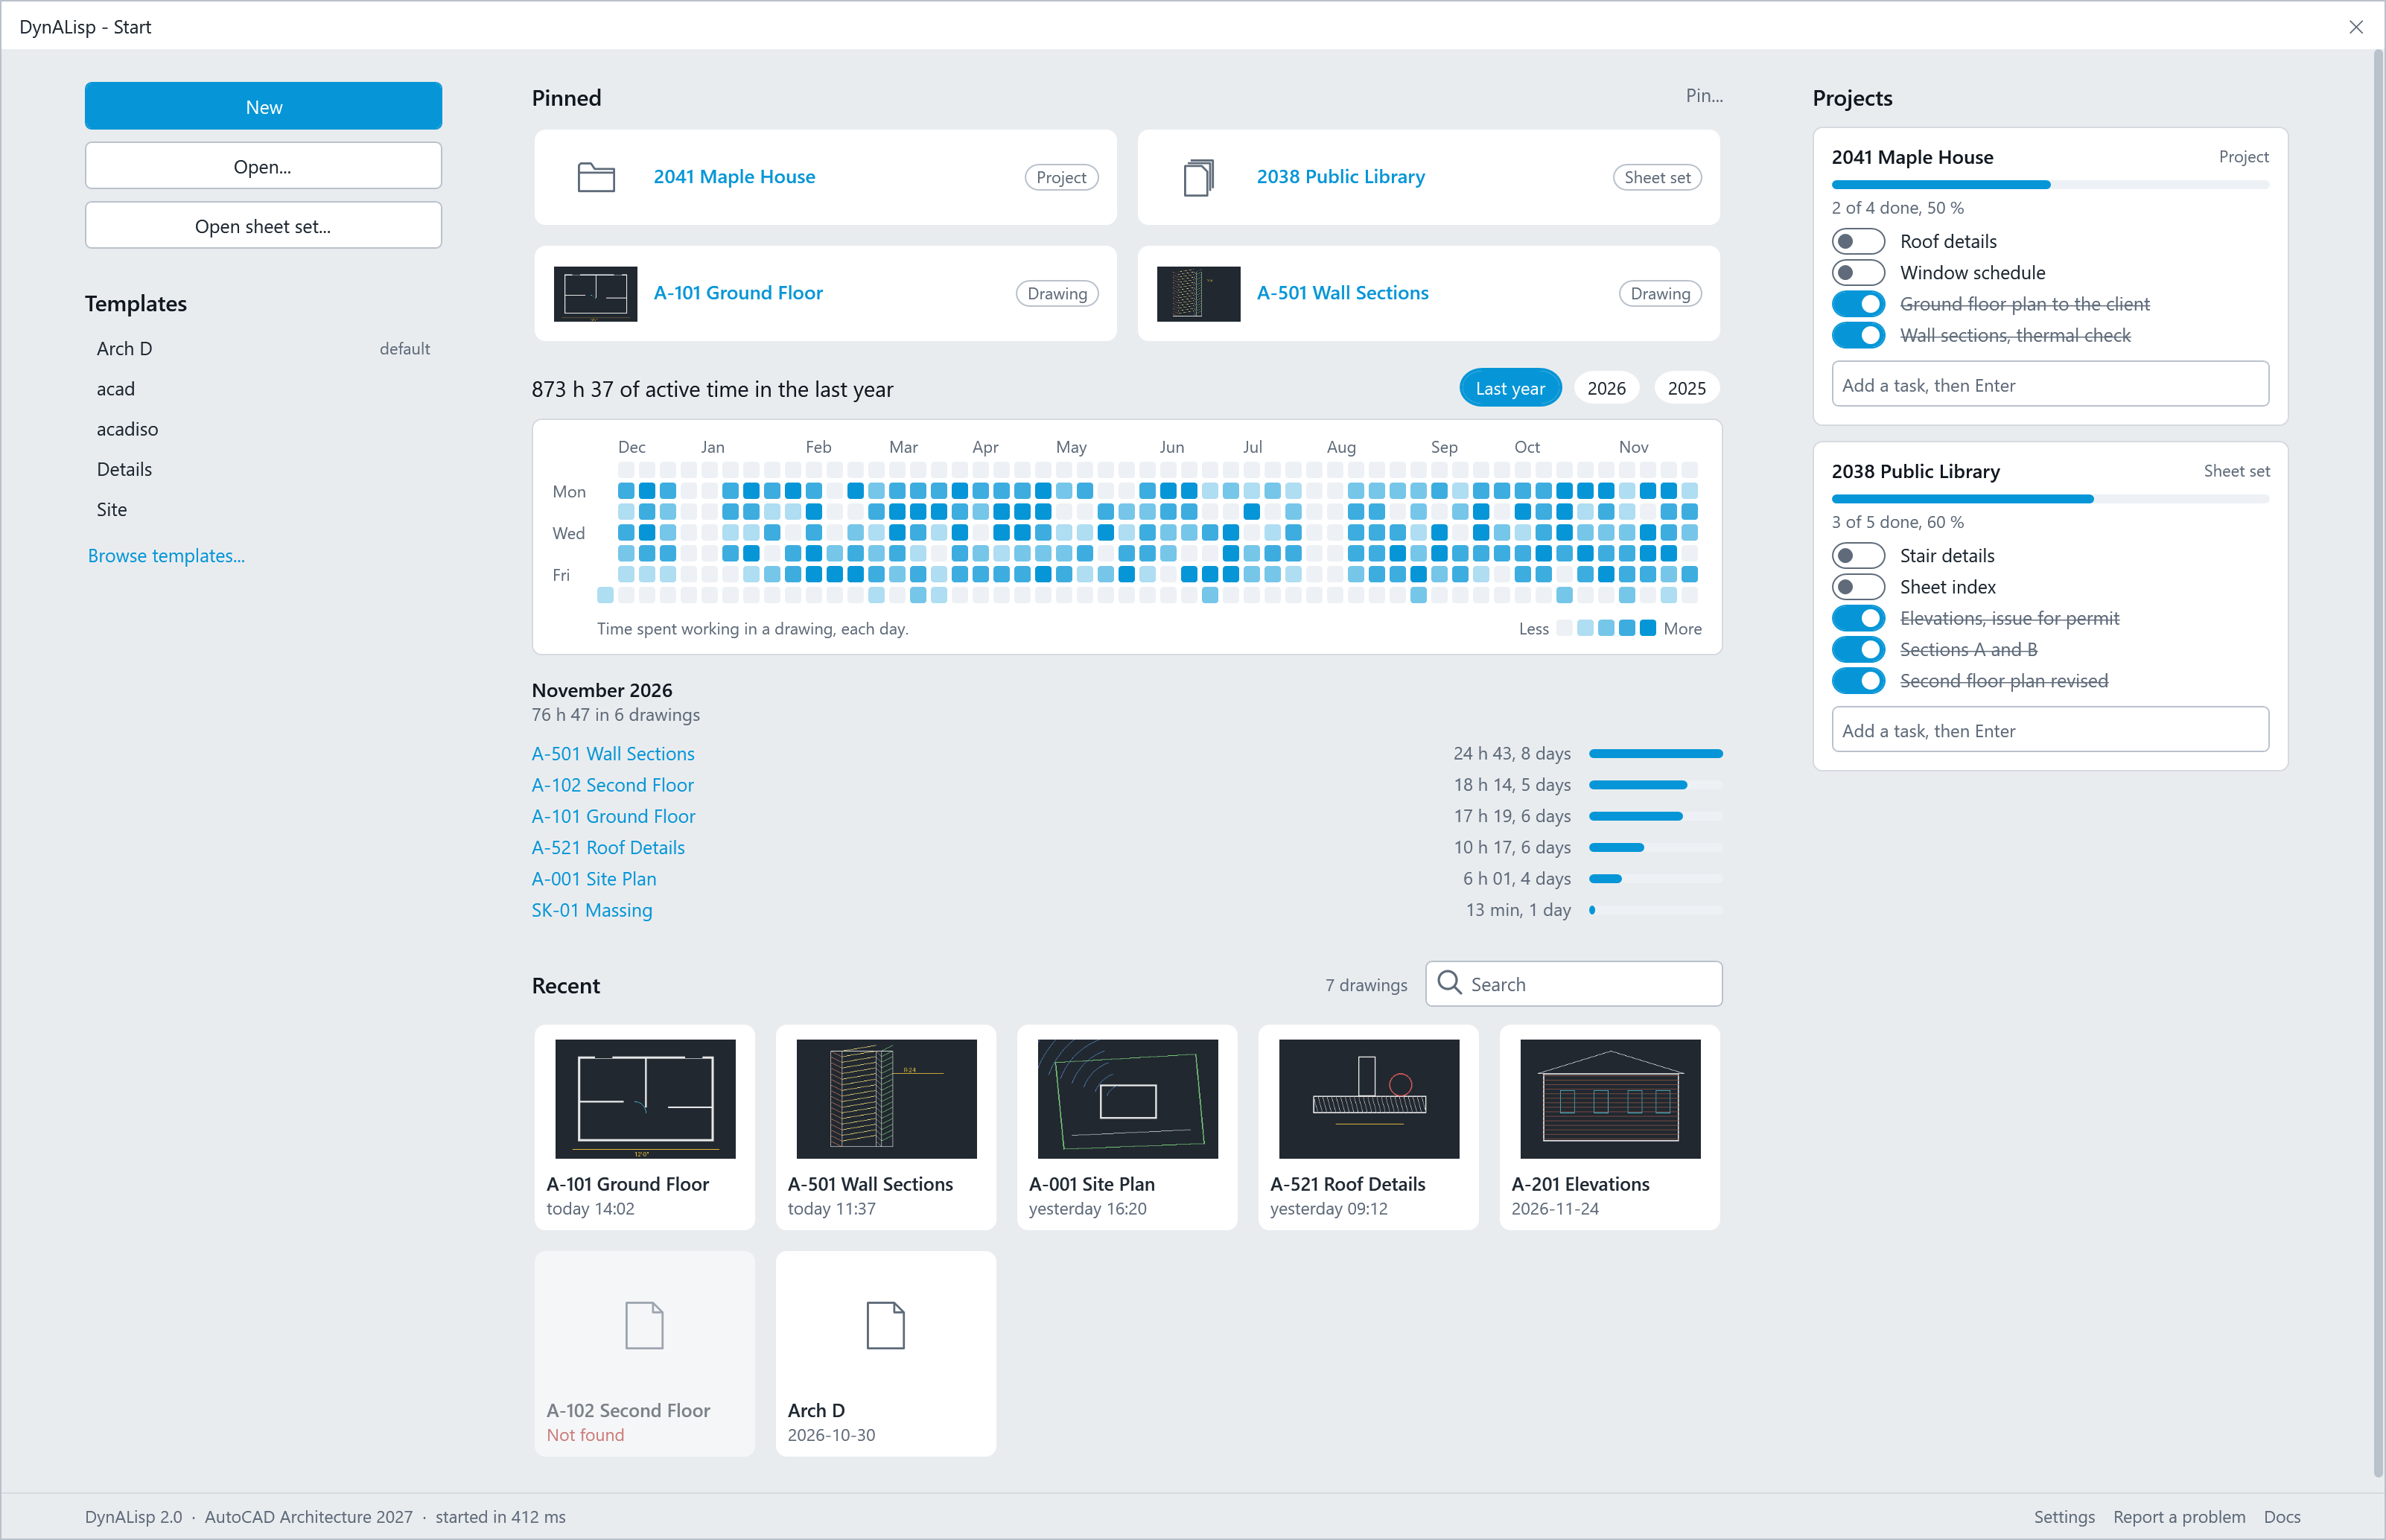 DynALisp - Start
New
Open...
Open sheet set...
Templates
Arch D default
acad
acadiso
Details
Site
Browse templates...
Pinned Pin...
2041 Maple House Project
2038 Public Library Sheet set
A-101 Ground Floor Drawing
A-501 Wall Sections Drawing
873 h 37 of active time in the last year Last year 2026 2025
Dec Jan Feb Mar Apr May Jun Jul Aug Sep Oct Nov
Mon
Wed
Fri
Time spent working in a drawing, each day. Less More
November 2026
76 h 47 in 6 drawings
A-501 Wall Sections 24 h 43, 8 days
A-102 Second Floor 18 h 14, 5 days
A-101 Ground Floor 17 h 19, 6 days
A-521 Roof Details 10 h 17, 6 days
A-001 Site Plan 6 h 01, 4 days
SK-01 Massing 13 min, 1 day
Recent 7 drawings Search
12'0"
A-101 Ground Floor
today 14:02
R-24
A-501 Wall Sections
today 11:37
A-001 Site Plan
yesterday 16:20
A-521 Roof Details
yesterday 09:12
A-201 Elevations
2026-11-24
A-102 Second Floor
Not found
Arch D
2026-10-30
Projects
2041 Maple House Project
2 of 4 done, 50 %
Roof details
Window schedule
Ground floor plan to the client
Wall sections, thermal check
Add a task, then Enter
2038 Public Library Sheet set
3 of 5 done, 60 %
Stair details
Sheet index
Elevations, issue for permit
Sections A and B
Second floor plan revised
Add a task, then Enter
DynALisp 2.0 · AutoCAD Architecture 2027 · started in 412 ms
Settings Report a problem Docs